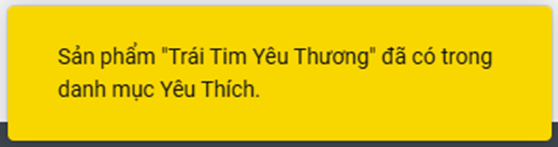 Sản phẩm "Trái Tim Yêu Thương" đã có trong
danh mục Yêu Thích.